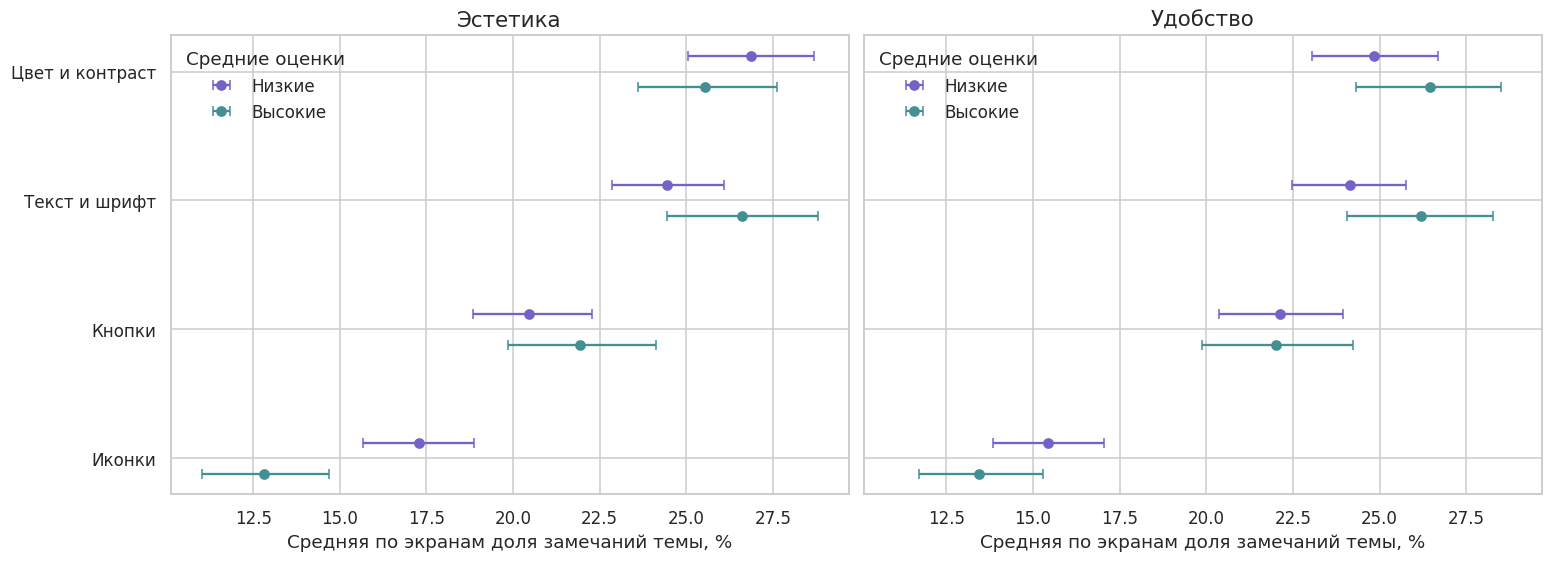 Эстетика
Удобство
Средние оценки
Низкие
Высокие
Средние оценки
Низкие
Высокие
Цвет и контраст
Текст и шрифт
Кнопки
Иконки
12.5 15.0 17.5 20.0 22.5 25.0 27.5
12.5 15.0 17.5 20.0 22.5 25.0 27.5
Средняя по экранам доля замечаний темы, %
Средняя по экранам доля замечаний темы, %